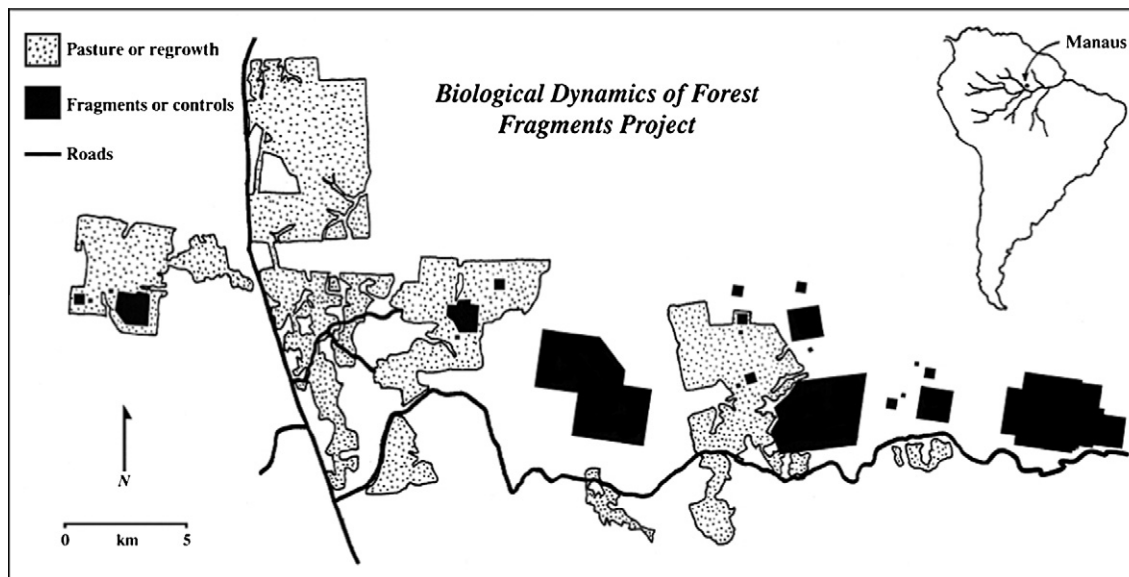 Pasture or regrowth
Fragments or controls
Roads
Biological Dynamics of Forest
Fragments Project
Manaus
N
0 km 5